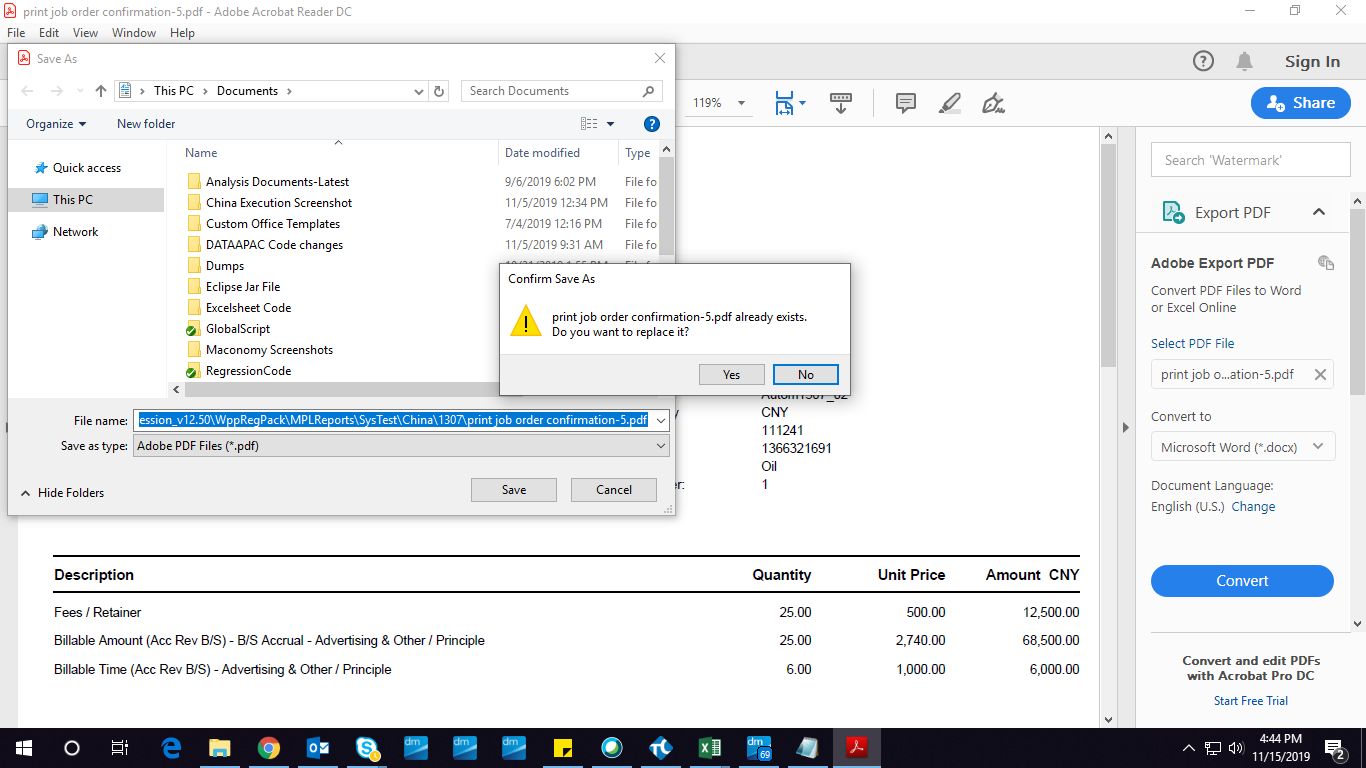 print job order confirmation-5.pdf - Adobe Acrobat Reader DC
File Edit View Window Help
Save As
Sign In
This PC Documents
Search Documents
119%
Share
Organize
New folder
Name
Date modified
Type
Quick access
This PC
Network
Analysis Documents-Latest 9/6/2019 6:02 PM File fo
China Execution Screenshot 11/5/2019 12:34 PM File fo
Custom Office Templates 7/4/2019 12:16 PM File fo
DATAAPAC Code changes 11/5/2019 9:31 AM File fo
Dumps
Eclipse Jar File
Excelsheet Code
GlobalScript
Maconomy Screenshots
RegressionCode
Confirm Save As
print job order confirmation-5.pdf already exists.
Do you want to replace it?
Yes
No
File name: ession_v12.50\WppRegPack\MPLReports\SysTest\China\1307\print job order confirmation-5.pdf
Save as type: Adobe PDF Files (*.pdf)
Hide Folders
Save
Cancel
CNY
111241
1366321691
Oil
er: 1
Description Quantity Unit Price Amount CNY
Fees / Retainer 25.00 500.00 12,500.00
Billable Amount (Acc Rev B/S) - B/S Accrual - Advertising & Other / Principle 25.00 2,740.00 68,500.00
Billable Time (Acc Rev B/S) - Advertising & Other / Principle 6.00 1,000.00 6,000.00
Search 'Watermark'
Export PDF
Adobe Export PDF
Convert PDF Files to Word
or Excel Online
Select PDF File
print job o...ation-5.pdf
Convert to
Microsoft Word (*.docx)
Document Language:
English (U.S.) Change
Convert
Convert and edit PDFs
with Acrobat Pro DC
Start Free Trial
dm dm dm dm 69
4:44 PM
11/15/2019
2